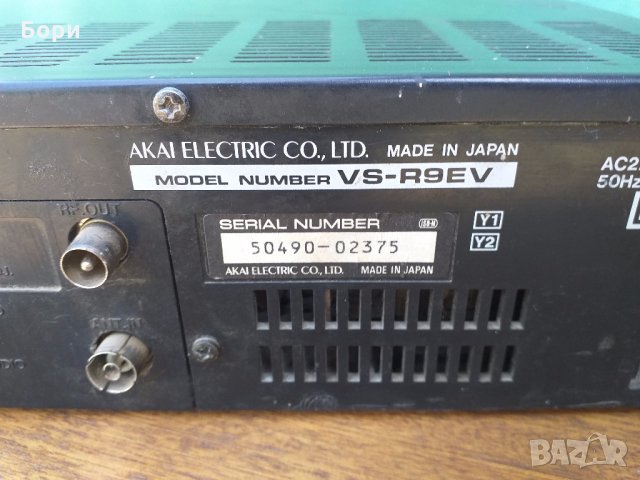 Бори
AKAI ELECTRIC CO., LTD. MADE IN JAPAN
MODEL NUMBER VS-R9EV
AC2
50Hz
RF.OUT
SERIAL NUMBER
50490-02375
AKAI ELECTRIC CO., LTD. MADE IN JAPAN
Y1
Y2
ANT.IN
BAZAR